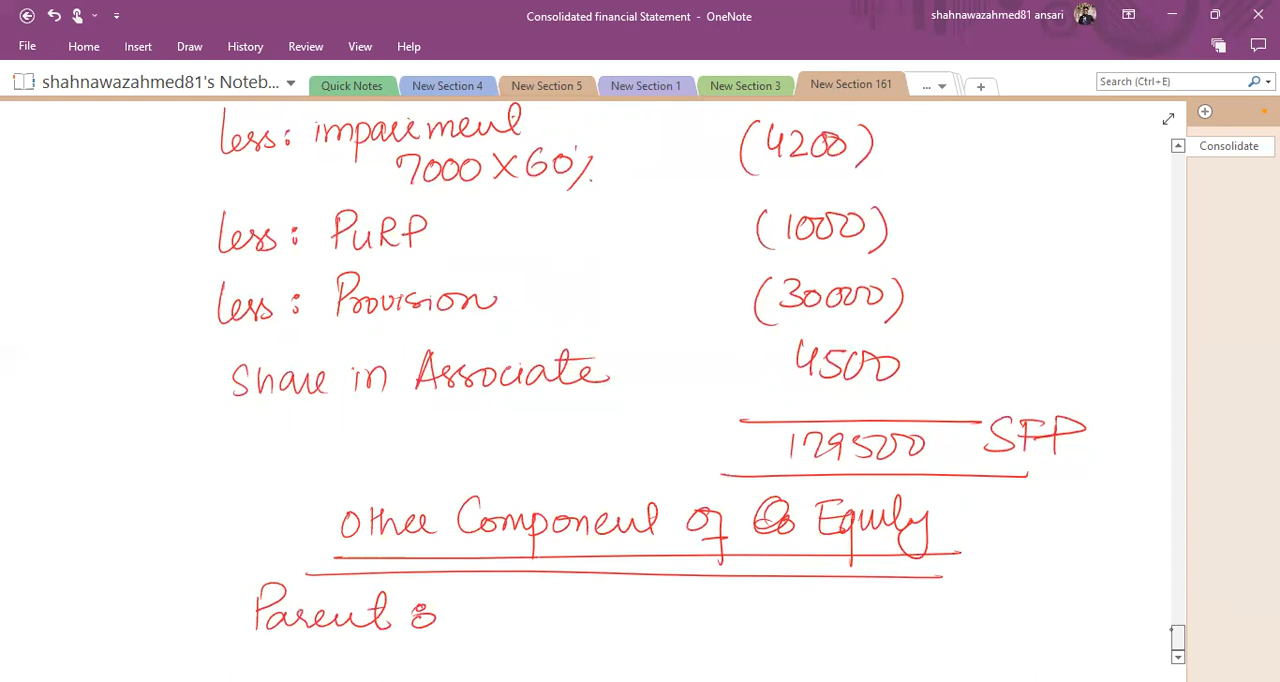 Consolidated financial Statement - OneNote
shahnawazahmed81 ansari
File Home Insert Draw History Review View Help
shahnawazahmed81's Noteb... Quick Notes New Section 4 New Section 5 New Section 1 New Section 3 New Section 161 ... Search (Ctrl+E)
Consolidate
less: impairment (4200)
7000 X 60%
less: PURP (1000)
less: Provision (30000)
Share in Associate 4500
129500 SFP
other Component of Equity
Parent :